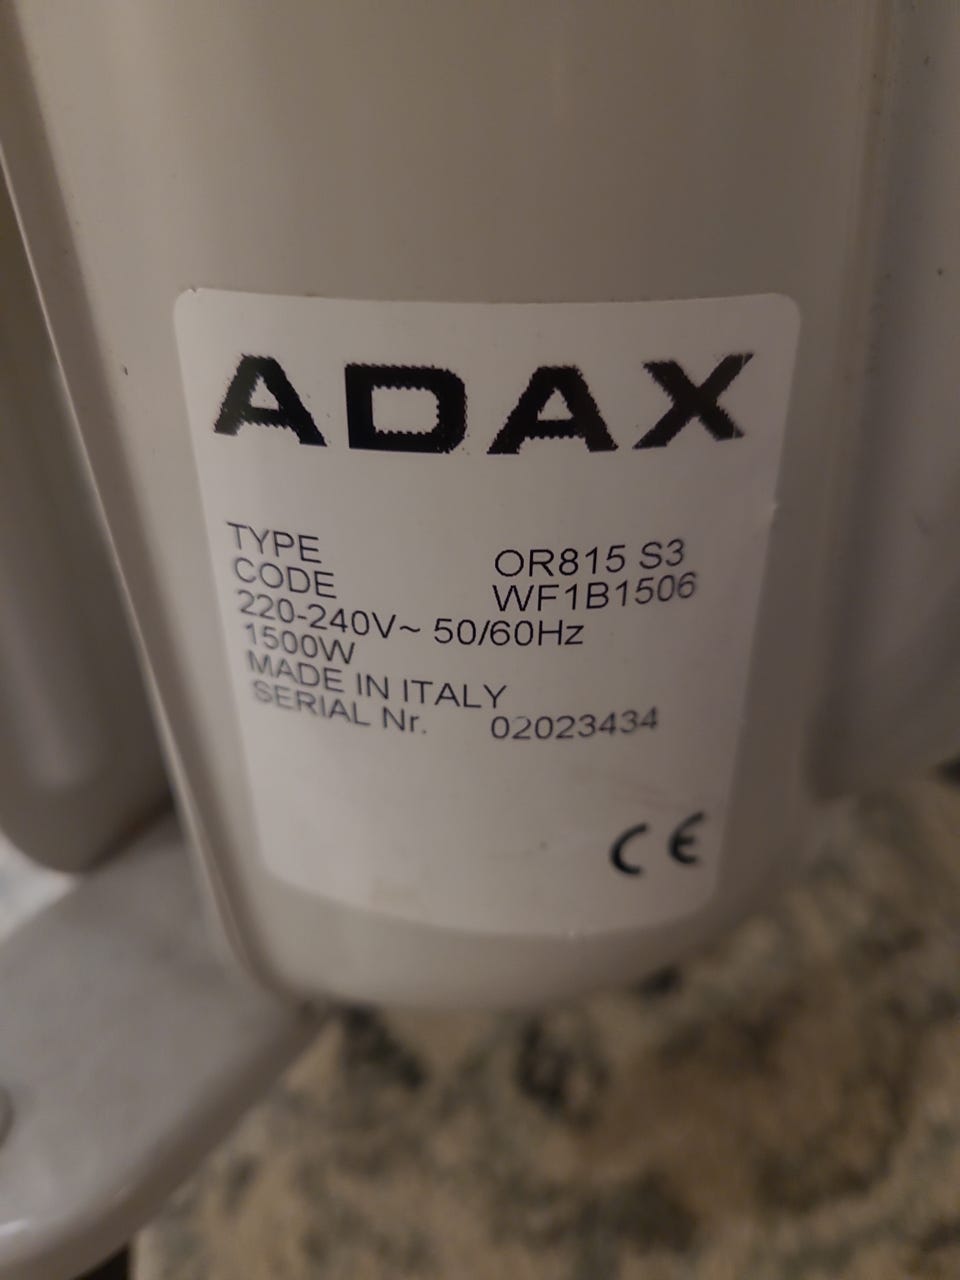 ADAX
TYPE OR815 S3
CODE WF1B1506
220-240V~ 50/60Hz
1500W
MADE IN ITALY
SERIAL Nr. 02023434
CE